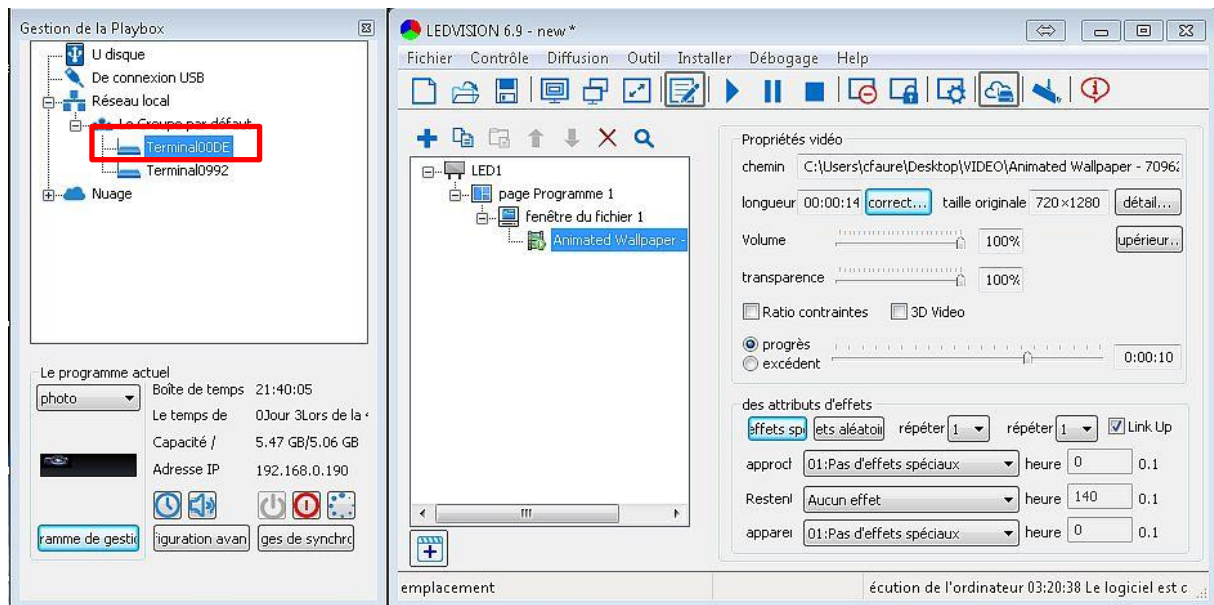 Gestion de la Playbox
U disque
De connexion USB
Réseau local
Le Groupe par défaut
Terminal00DE
Terminal0992
Nuage
Le programme actuel
photo
Boîte de temps 21:40:05
Le temps de 0Jour 3Lors de la
Capacité / 5.47 GB/5.06 GB
Adresse IP 192.168.0.190
ramme de gesti
iguration avan
ges de synchro
LEDVISION 6.9 - new *
Fichier Contrôle Diffusion Outil Installer Débogage Help
LED1
page Programme 1
fenêtre du fichier 1
Animated Wallpaper -
Propriétés vidéo
chemin C:\Users\cfaure\Desktop\VIDEO\Animated Wallpaper - 7096
longueur 00:00:14 correct... taille originale 720×1280 détail...
Volume 100% upérieur..
transparence 100%
Ratio contraintes 3D Video
progrès
excédent 0:00:10
des attributs d'effets
effets sp ets aléatoi répéter 1 répéter 1 Link Up
approch 01:Pas d'effets spéciaux heure 0 0.1
Restenl Aucun effet heure 140 0.1
apparei 01:Pas d'effets spéciaux heure 0 0.1
emplacement
écution de l'ordinateur 03:20:38 Le logiciel est c